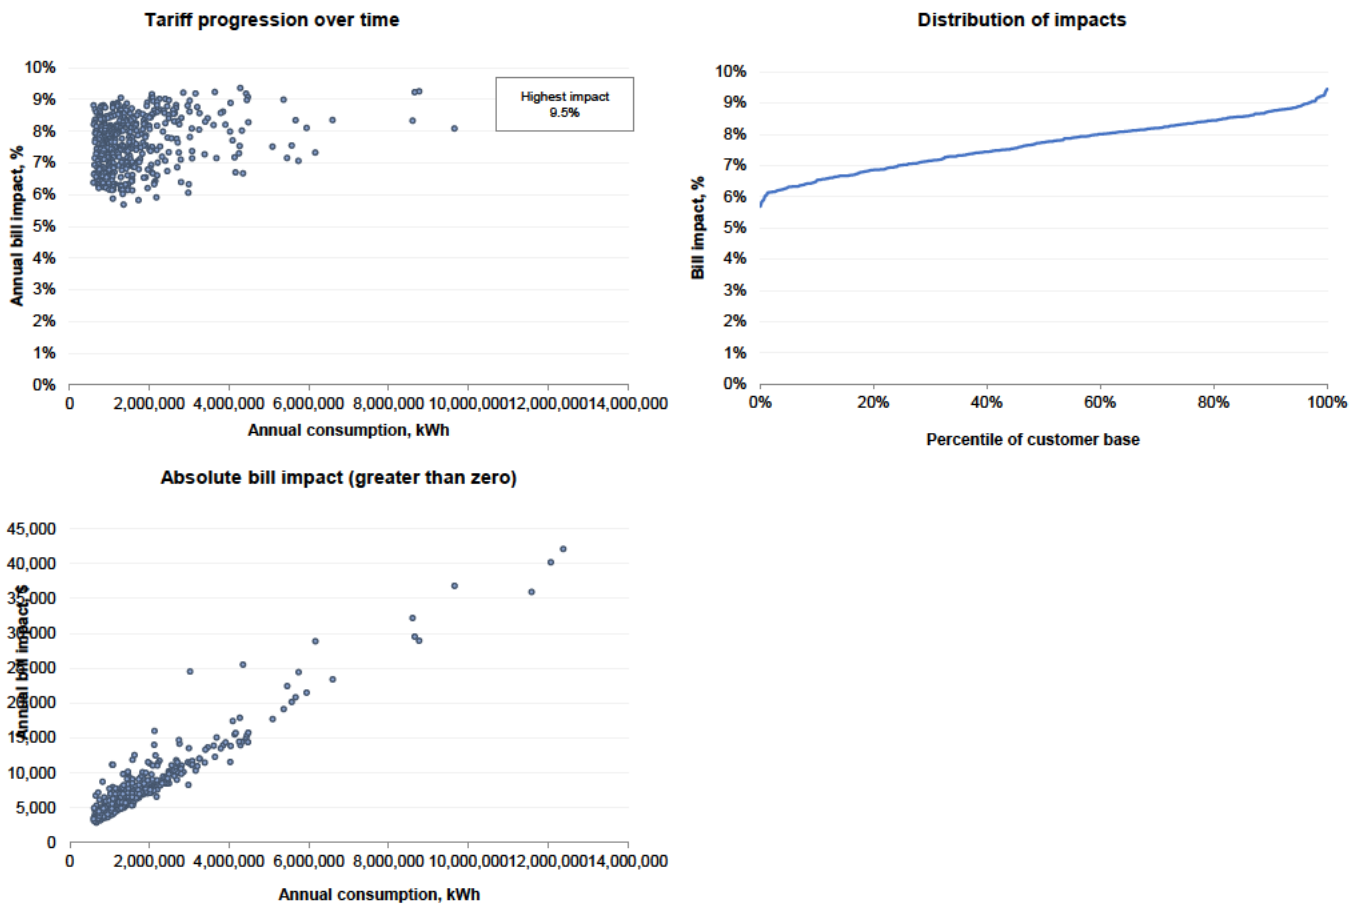 Tariff progression over time
10%
9%
8%
7%
6%
5%
4%
3%
2%
1%
0%
Annual bill impact, %
Highest impact
9.5%
0 2,000,000 4,000,000 6,000,000 8,000,000 10,000,000 12,000,000 14,000,000
Annual consumption, kWh
Distribution of impacts
10%
9%
8%
7%
6%
5%
4%
3%
2%
1%
0%
Bill impact, %
0% 20% 40% 60% 80% 100%
Percentile of customer base
Absolute bill impact (greater than zero)
45,000
40,000
35,000
30,000
25,000
20,000
15,000
10,000
5,000
0
Annual bill impact, $
0 2,000,000 4,000,000 6,000,000 8,000,000 10,000,000 12,000,000 14,000,000
Annual consumption, kWh